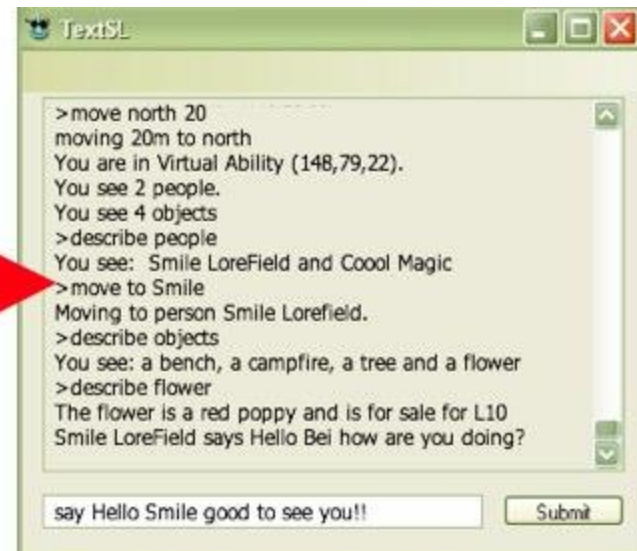 TextSL
>move north 20
moving 20m to north
You are in Virtual Ability (148,79,22).
You see 2 people.
You see 4 objects
>describe people
You see: Smile LoreField and Coool Magic
>move to Smile
Moving to person Smile Lorefield.
>describe objects
You see: a bench, a campfire, a tree and a flower
>describe flower
The flower is a red poppy and is for sale for L10
Smile LoreField says Hello Bei how are you doing?
say Hello Smile good to see you!!
Submit